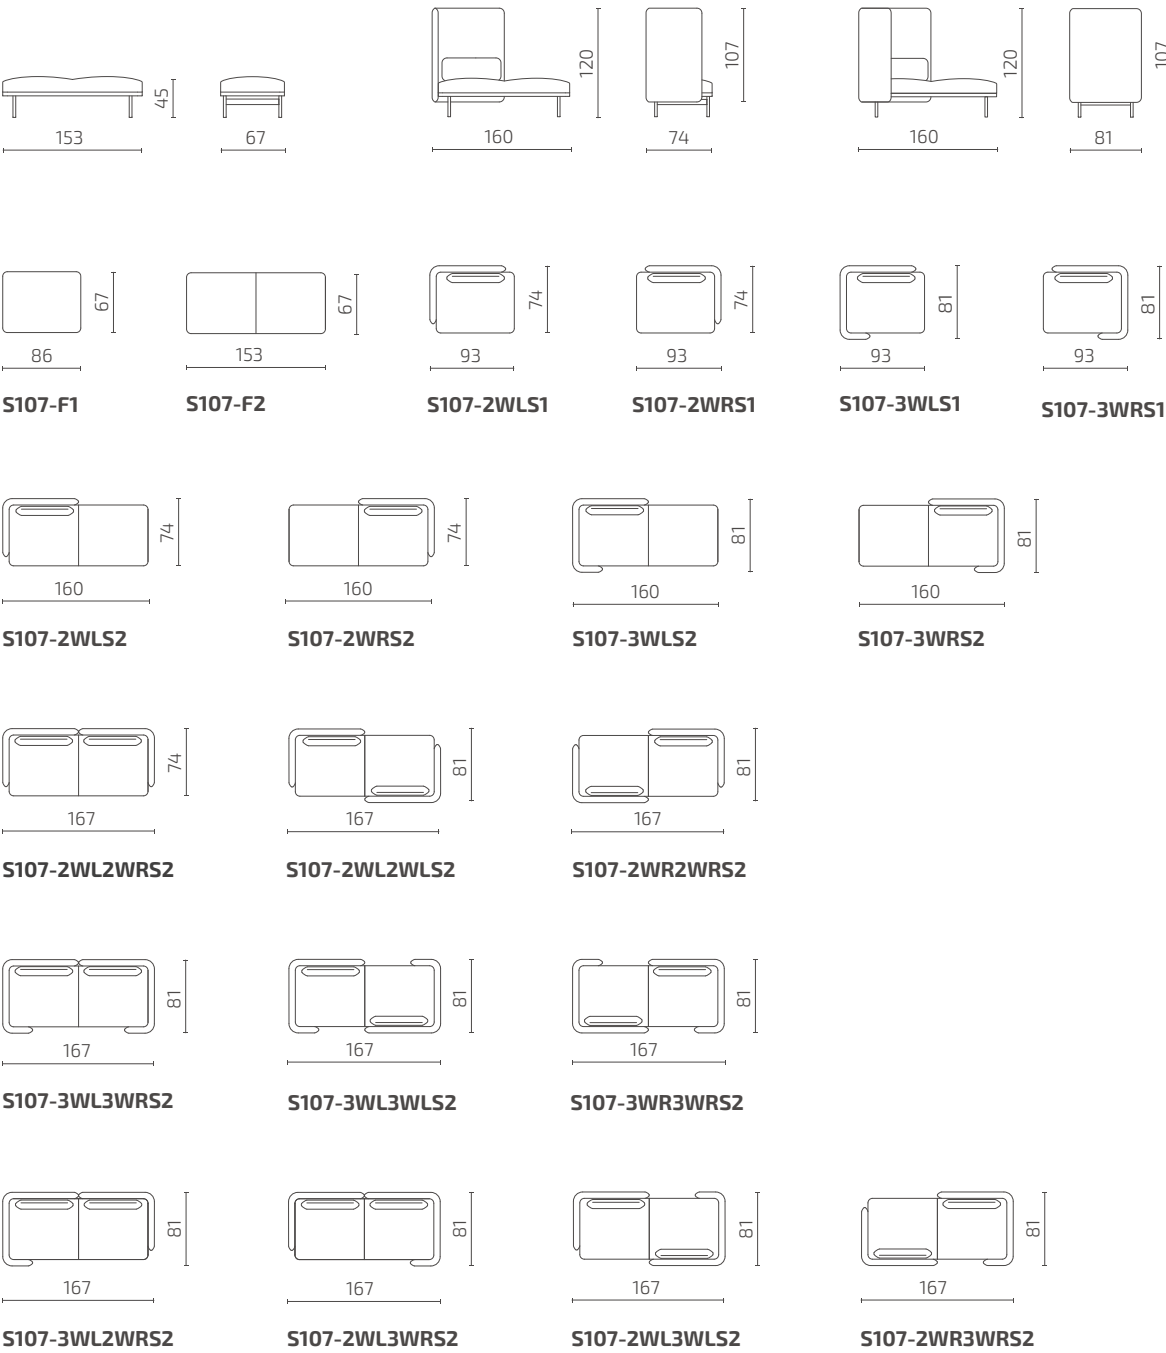 45
153
67
120
160
107
74
120
160
107
81
67
86
S107-F1
67
153
S107-F2
74
93
S107-2WLS1
74
93
S107-2WRS1
81
93
S107-3WLS1
81
93
S107-3WRS1
74
160
S107-2WLS2
74
160
S107-2WRS2
81
160
S107-3WLS2
81
160
S107-3WRS2
74
167
S107-2WL2WRS2
81
167
S107-2WL2WLS2
81
167
S107-2WR2WRS2
81
167
S107-3WL3WRS2
81
167
S107-3WL3WLS2
81
167
S107-3WR3WRS2
81
167
S107-3WL2WRS2
81
167
S107-2WL3WRS2
81
167
S107-2WL3WLS2
81
167
S107-2WR3WRS2